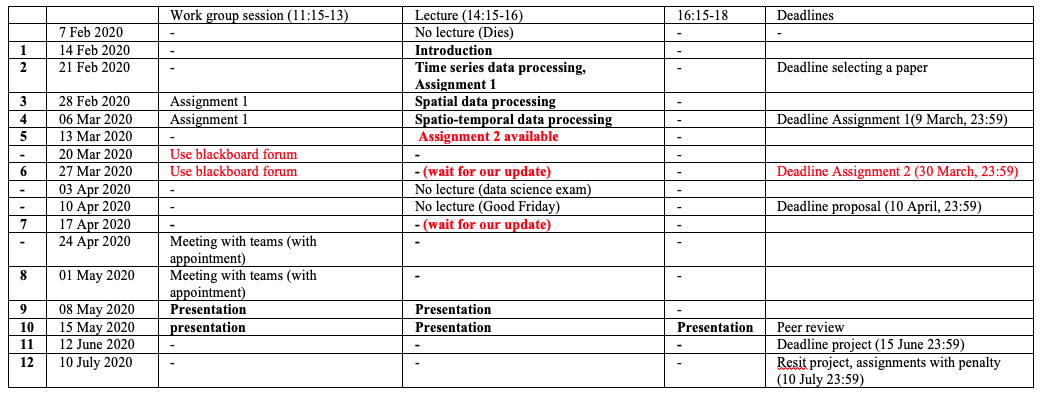 Work group session (11:15-13) Lecture (14:15-16) 16:15-18 Deadlines
7 Feb 2020 - No lecture (Dies) - -
1 14 Feb 2020 - Introduction -
2 21 Feb 2020 - Time series data processing, - Deadline selecting a paper
Assignment 1
3 28 Feb 2020 Assignment 1 Spatial data processing -
4 06 Mar 2020 Assignment 1 Spatio-temporal data processing - Deadline Assignment 1(9 March, 23:59)
5 13 Mar 2020 - Assignment 2 available -
- 20 Mar 2020 Use blackboard forum - -
6 27 Mar 2020 Use blackboard forum - (wait for our update) - Deadline Assignment 2 (30 March, 23:59)
- 03 Apr 2020 - No lecture (data science exam) -
- 10 Apr 2020 - No lecture (Good Friday) - Deadline proposal (10 April, 23:59)
7 17 Apr 2020 - - (wait for our update) -
- 24 Apr 2020 Meeting with teams (with - -
appointment)
8 01 May 2020 Meeting with teams (with - -
appointment)
9 08 May 2020 Presentation Presentation -
10 15 May 2020 presentation Presentation Presentation Peer review
11 12 June 2020 - - - Deadline project (15 June 23:59)
12 10 July 2020 - - - Resit project, assignments with penalty
(10 July 23:59)